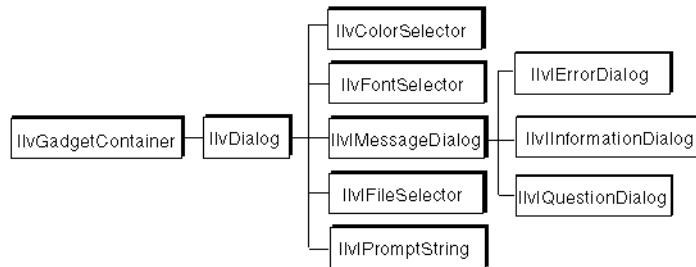 IlvGadgetContainer
IlvDialog
IlvColorSelector
IlvFontSelector
IlvIMessageDialog
IlvIFileSelector
IlvIPromptString
IlvIErrorDialog
IlvIInformationDialog
IlvIQuestionDialog